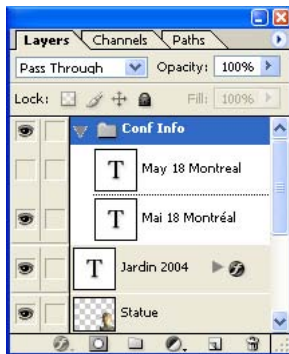 Layers Channels Paths
Pass Through Opacity: 100%
Lock: Fill: 100%
Conf Info
T May 18 Montreal
T Mai 18 Montréal
T Jardin 2004
Statue